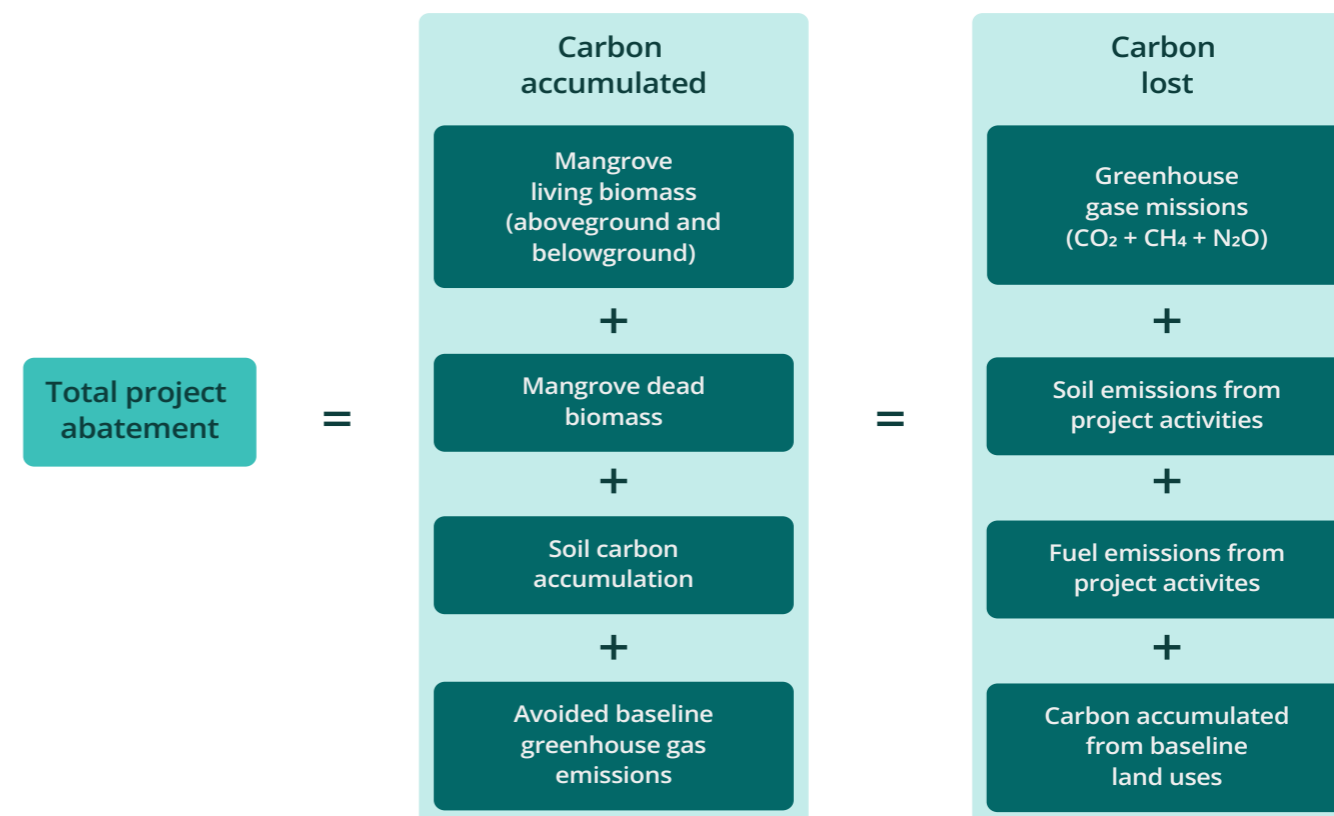 Total project
abatement
=
Carbon
accumulated
Mangrove
living biomass
(aboveground and
belowground)
+
Mangrove dead
biomass
+
Soil carbon
accumulation
+
Avoided baseline
greenhouse gas
emissions
=
Carbon
lost
Greenhouse
gase missions
(CO₂ + CH₄ + N₂O)
+
Soil emissions from
project activities
+
Fuel emissions from
project activites
+
Carbon accumulated
from baseline
land uses